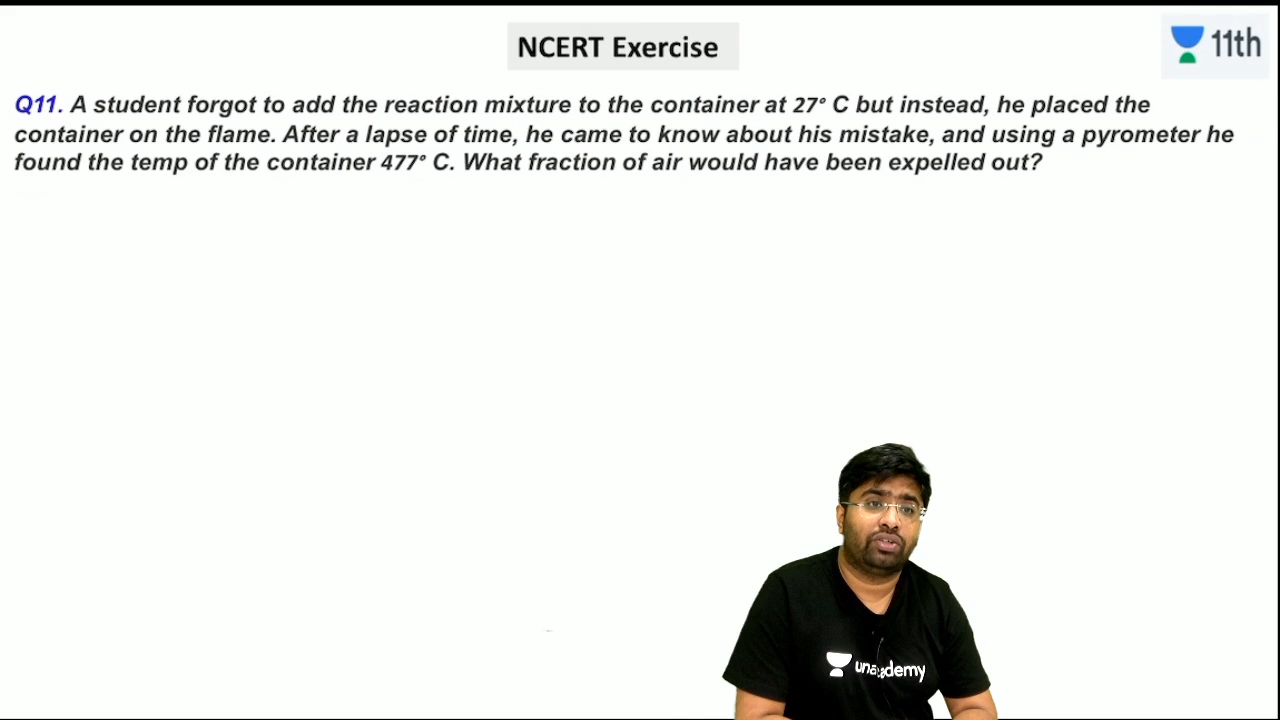 NCERT Exercise
11th
Q11. A student forgot to add the reaction mixture to the container at 27° C but instead, he placed the
container on the flame. After a lapse of time, he came to know about his mistake, and using a pyrometer he
found the temp of the container 477° C. What fraction of air would have been expelled out?
unacademy